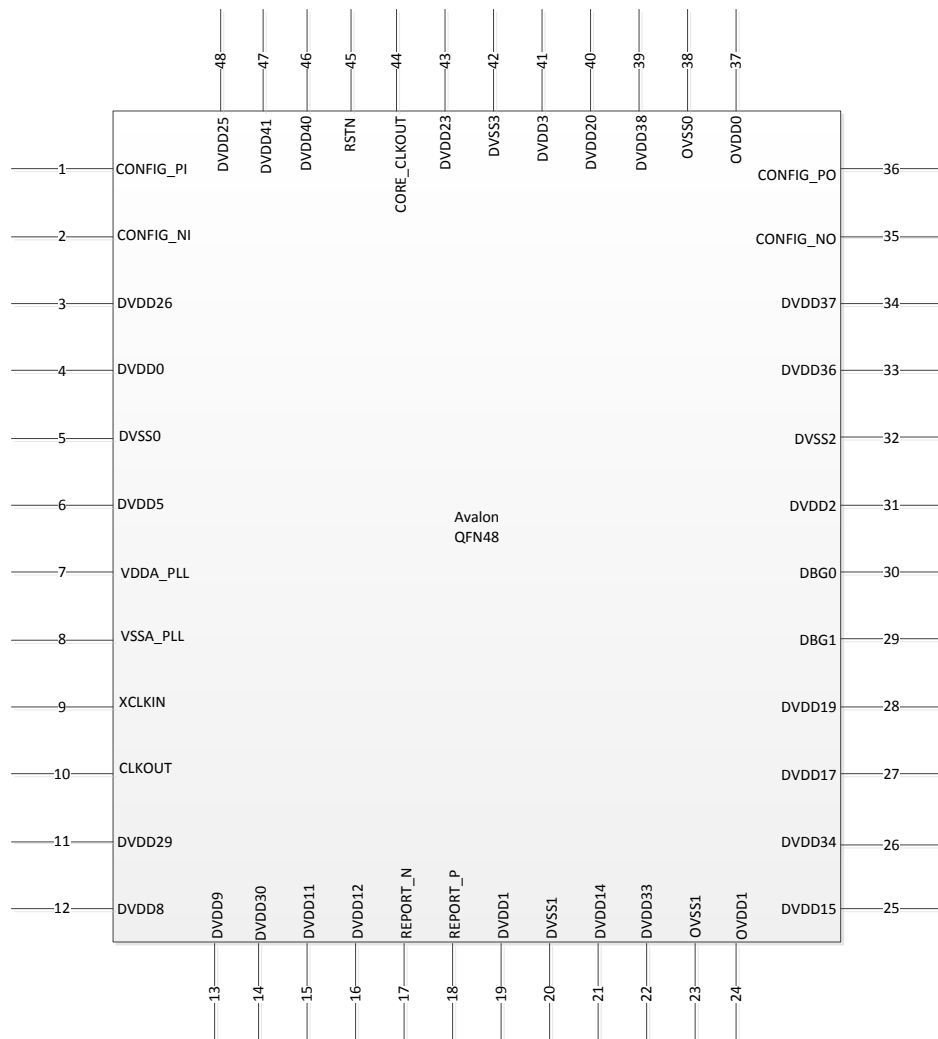 48
47
46
45
44
43
42
41
40
39
38
37
DVDD25
DVDD41
DVDD40
RSTN
CORE_CLKOUT
DVDD23
DVSS3
DVDD3
DVDD20
DVDD38
OVSS0
OVDD0
1 CONFIG_PI
2 CONFIG_NI
3 DVDD26
4 DVDD0
5 DVSS0
6 DVDD5
7 VDDA_PLL
8 VSSA_PLL
9 XCLKIN
10 CLKOUT
11 DVDD29
12 DVDD8
Avalon
QFN48
CONFIG_PO 36
CONFIG_NO 35
DVDD37 34
DVDD36 33
DVSS2 32
DVDD2 31
DBG0 30
DBG1 29
DVDD19 28
DVDD17 27
DVDD34 26
DVDD15 25
DVDD9
DVDD30
DVDD11
DVDD12
REPORT_N
REPORT_P
DVDD1
DVSS1
DVDD14
DVDD33
OVSS1
OVDD1
13
14
15
16
17
18
19
20
21
22
23
24